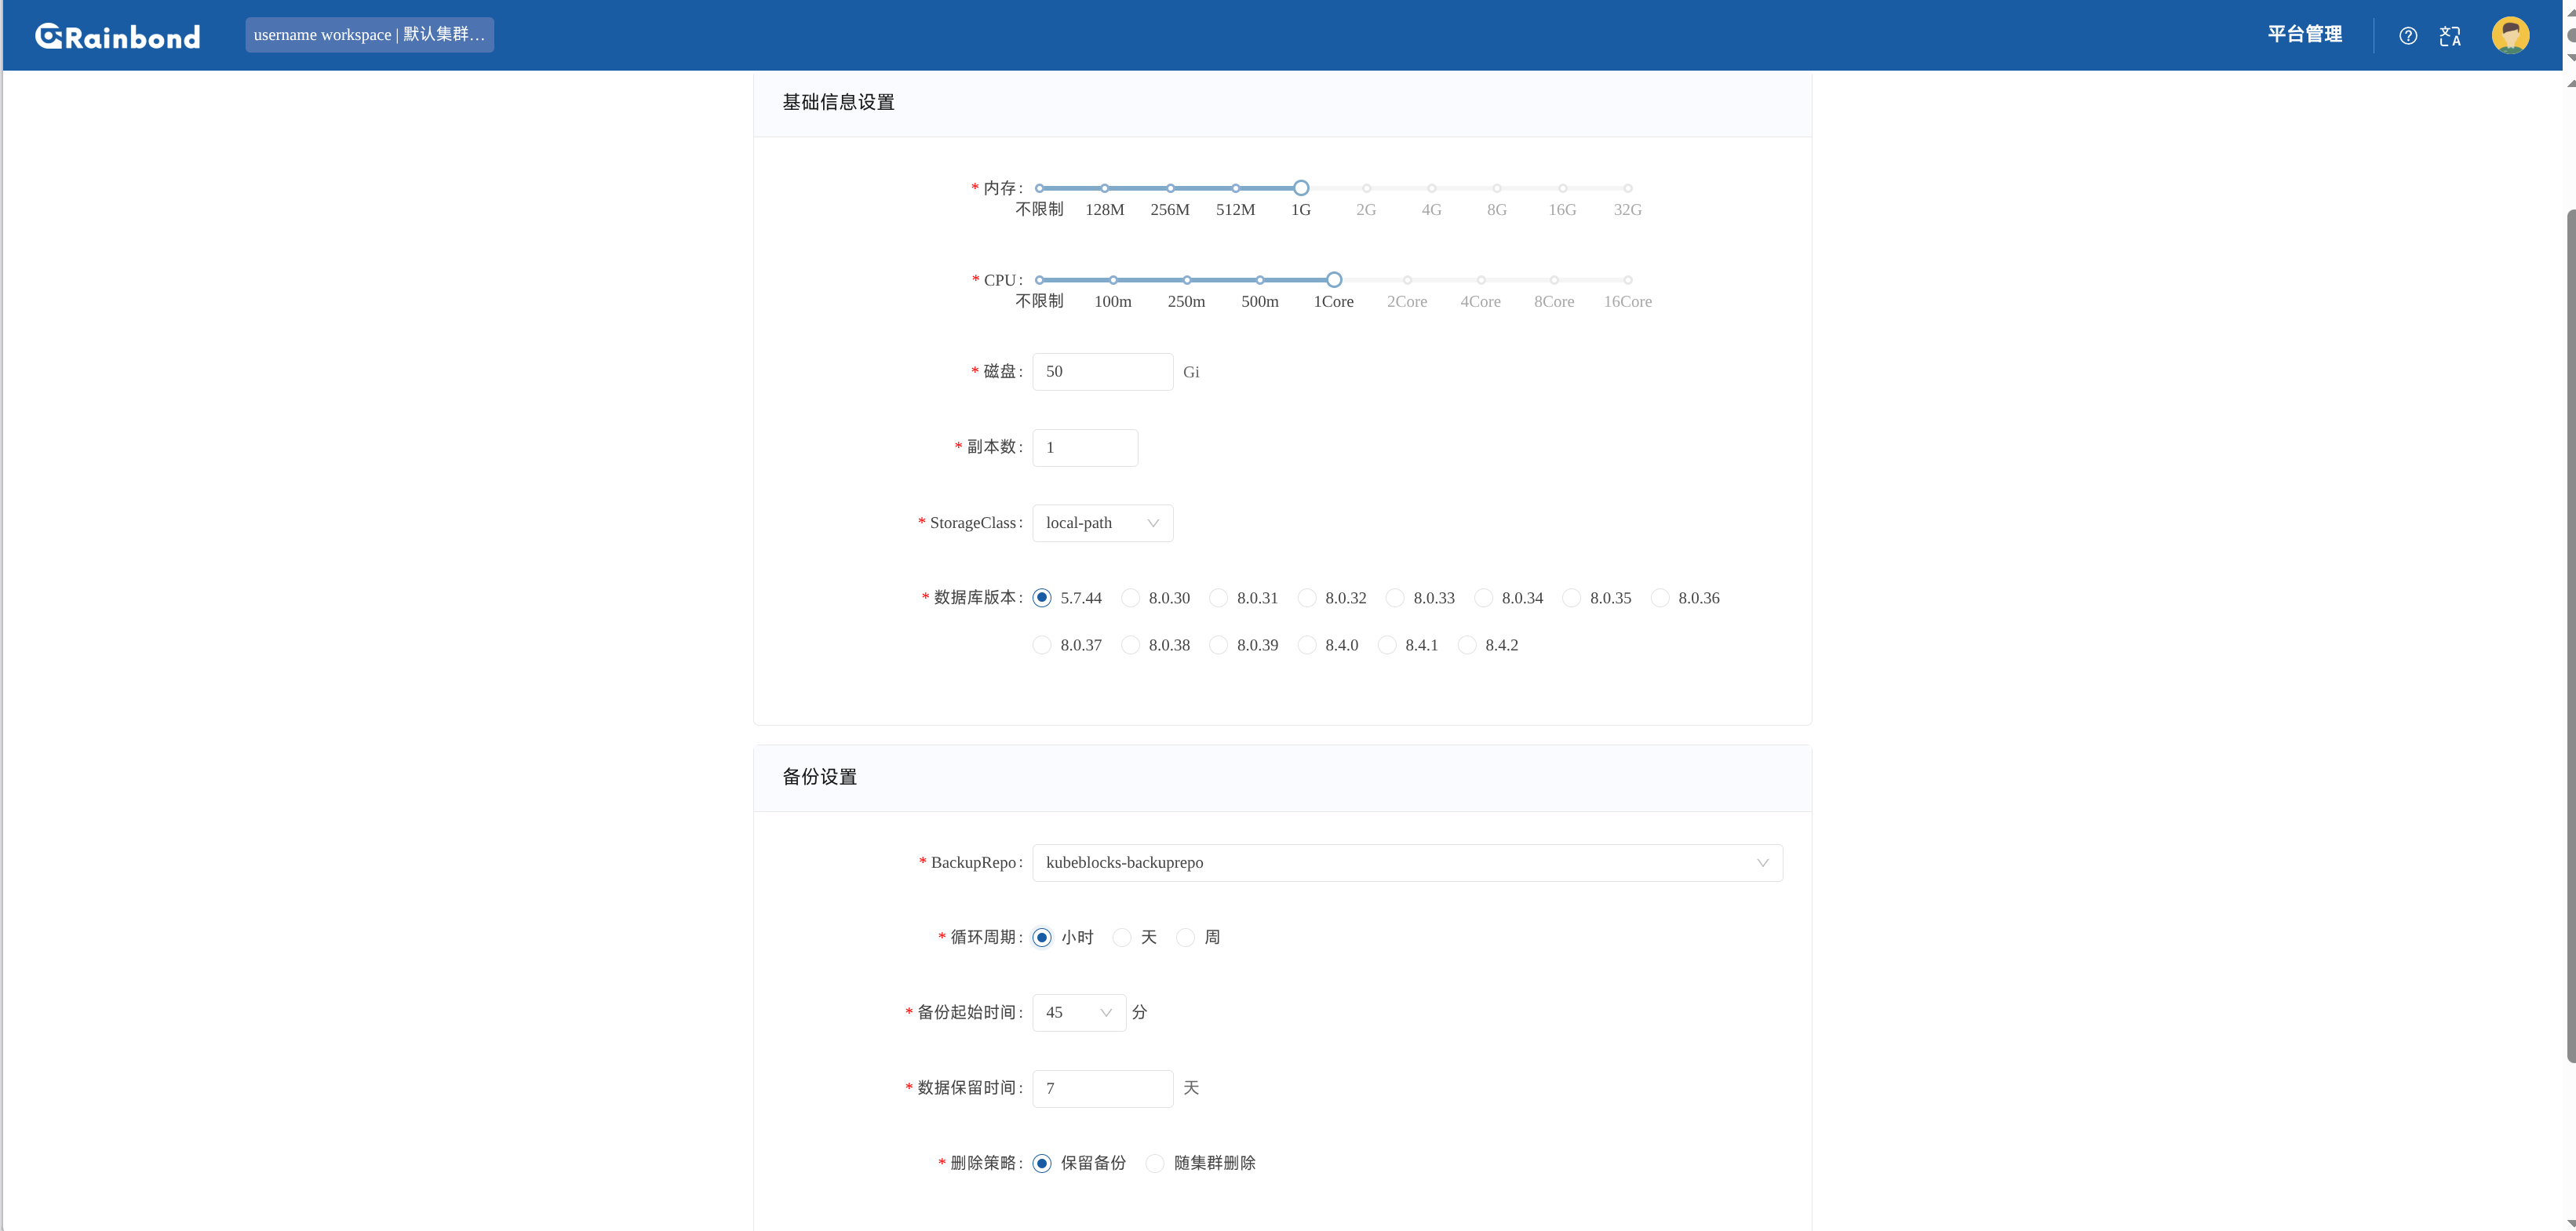 Rainbond
username workspace | 默认集群...
平台管理
基础信息设置
* 内存:
不限制 128M 256M 512M 1G 2G 4G 8G 16G 32G
* CPU:
不限制 100m 250m 500m 1Core 2Core 4Core 8Core 16Core
* 磁盘: 50 Gi
* 副本数: 1
* StorageClass: local-path
* 数据库版本: 5.7.44 8.0.30 8.0.31 8.0.32 8.0.33 8.0.34 8.0.35 8.0.36
8.0.37 8.0.38 8.0.39 8.4.0 8.4.1 8.4.2
备份设置
* BackupRepo: kubeblocks-backuprepo
* 循环周期: 小时 天 周
* 备份起始时间: 45 分
* 数据保留时间: 7 天
* 删除策略: 保留备份 随集群删除